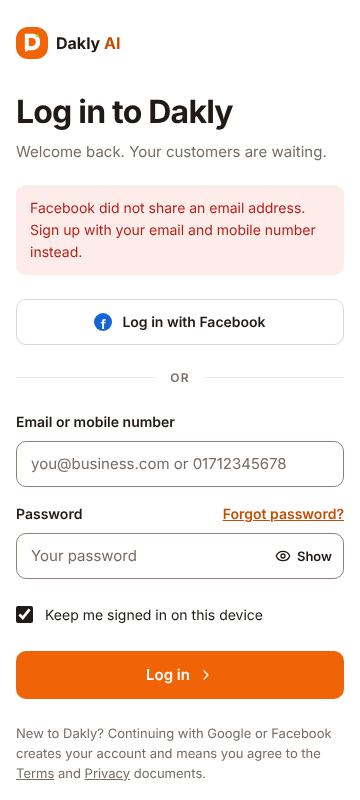 Dakly AI
Log in to Dakly
Welcome back. Your customers are waiting.
Facebook did not share an email address.
Sign up with your email and mobile number
instead.
Log in with Facebook
OR
Email or mobile number
you@business.com or 01712345678
Password
Forgot password?
Your password
Show
Keep me signed in on this device
Log in
New to Dakly? Continuing with Google or Facebook
creates your account and means you agree to the
Terms and Privacy documents.